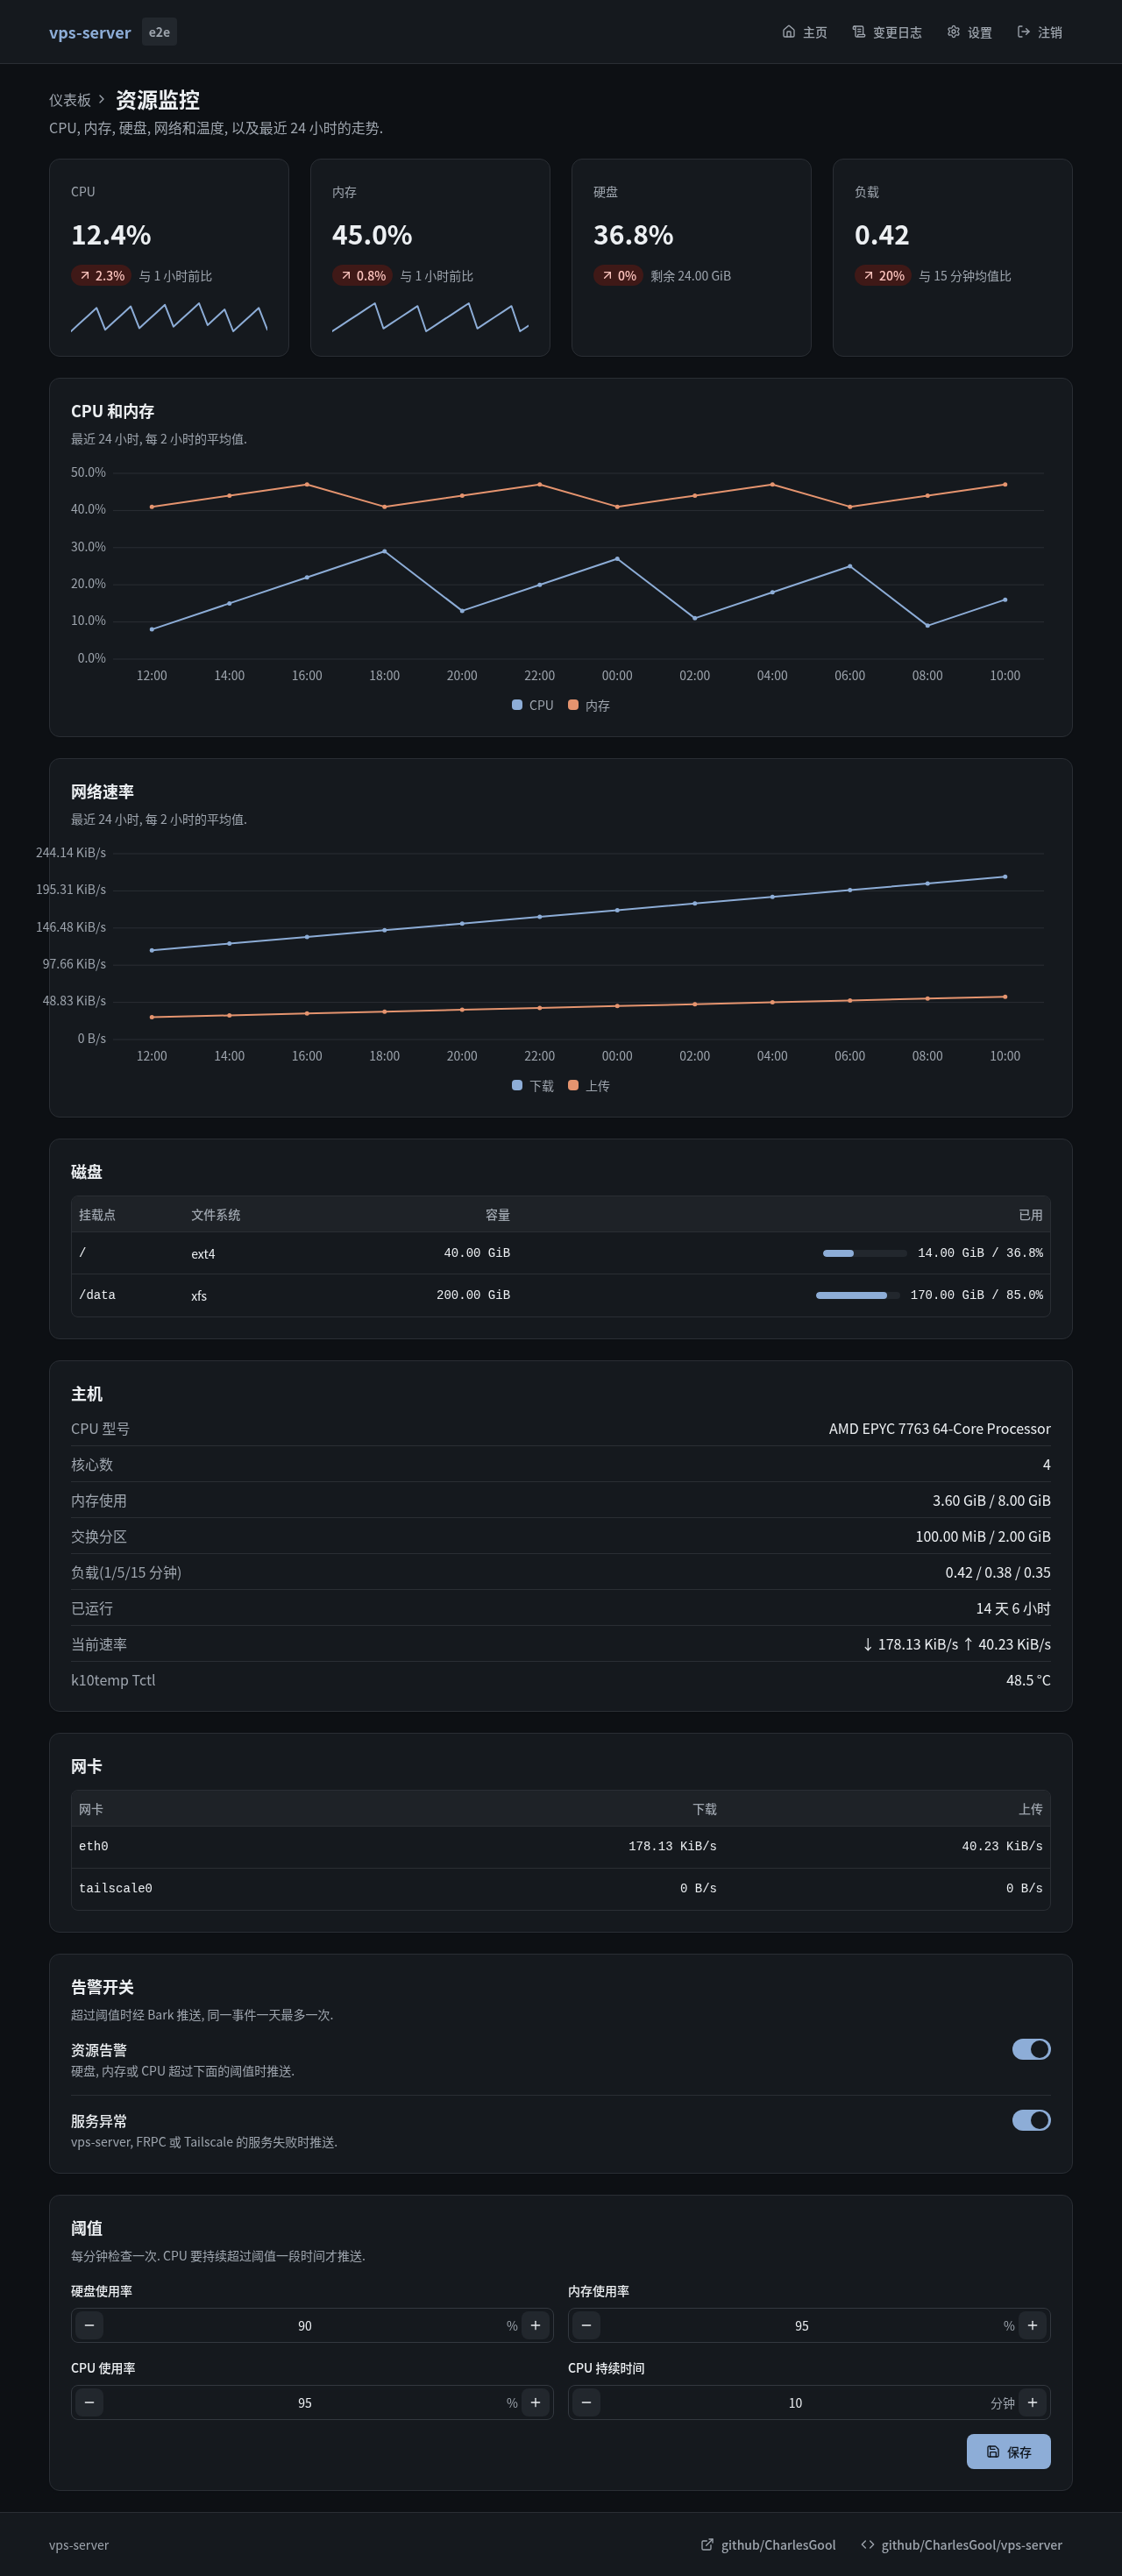 vps-server e2e 主页 变更日志 设置 注销
仪表板 资源监控
CPU, 内存, 硬盘, 网络和温度, 以及最近 24 小时的走势.
CPU
12.4%
2.3% 与 1 小时前比
内存
45.0%
0.8% 与 1 小时前比
硬盘
36.8%
0% 剩余 24.00 GiB
负载
0.42
20% 与 15 分钟均值比
CPU 和内存
最近 24 小时, 每 2 小时的平均值.
50.0%
40.0%
30.0%
20.0%
10.0%
0.0%
12:00 14:00 16:00 18:00 20:00 22:00 00:00 02:00 04:00 06:00 08:00 10:00
CPU 内存
网络速率
最近 24 小时, 每 2 小时的平均值.
244.14 KiB/s
195.31 KiB/s
146.48 KiB/s
97.66 KiB/s
48.83 KiB/s
0 B/s
12:00 14:00 16:00 18:00 20:00 22:00 00:00 02:00 04:00 06:00 08:00 10:00
下载 上传
磁盘
挂载点 文件系统 容量 已用
/ ext4 40.00 GiB 14.00 GiB / 36.8%
/data xfs 200.00 GiB 170.00 GiB / 85.0%
主机
CPU 型号 AMD EPYC 7763 64-Core Processor
核心数 4
内存使用 3.60 GiB / 8.00 GiB
交换分区 100.00 MiB / 2.00 GiB
负载(1/5/15 分钟) 0.42 / 0.38 / 0.35
已运行 14 天 6 小时
当前速率 ↓ 178.13 KiB/s ↑ 40.23 KiB/s
k10temp Tctl 48.5 °C
网卡
网卡 下载 上传
eth0 178.13 KiB/s 40.23 KiB/s
tailscale0 0 B/s 0 B/s
告警开关
超过阈值时经 Bark 推送, 同一事件一天最多一次.
资源告警
硬盘, 内存或 CPU 超过下面的阈值时推送.
服务异常
vps-server, FRPC 或 Tailscale 的服务失败时推送.
阈值
每分钟检查一次. CPU 要持续超过阈值一段时间才推送.
硬盘使用率 内存使用率
− 90 % + − 95 % +
CPU 使用率 CPU 持续时间
− 95 % + − 10 分钟 +
保存
vps-server github/CharlesGool github/CharlesGool/vps-server